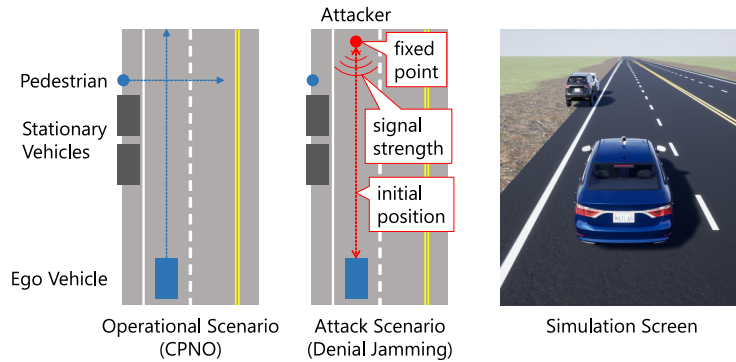 Attacker
fixed
point
Pedestrian
Stationary
Vehicles
signal
strength
initial
position
Ego Vehicle
Operational Scenario
(CPNO)
Attack Scenario
(Denial Jamming)
Simulation Screen